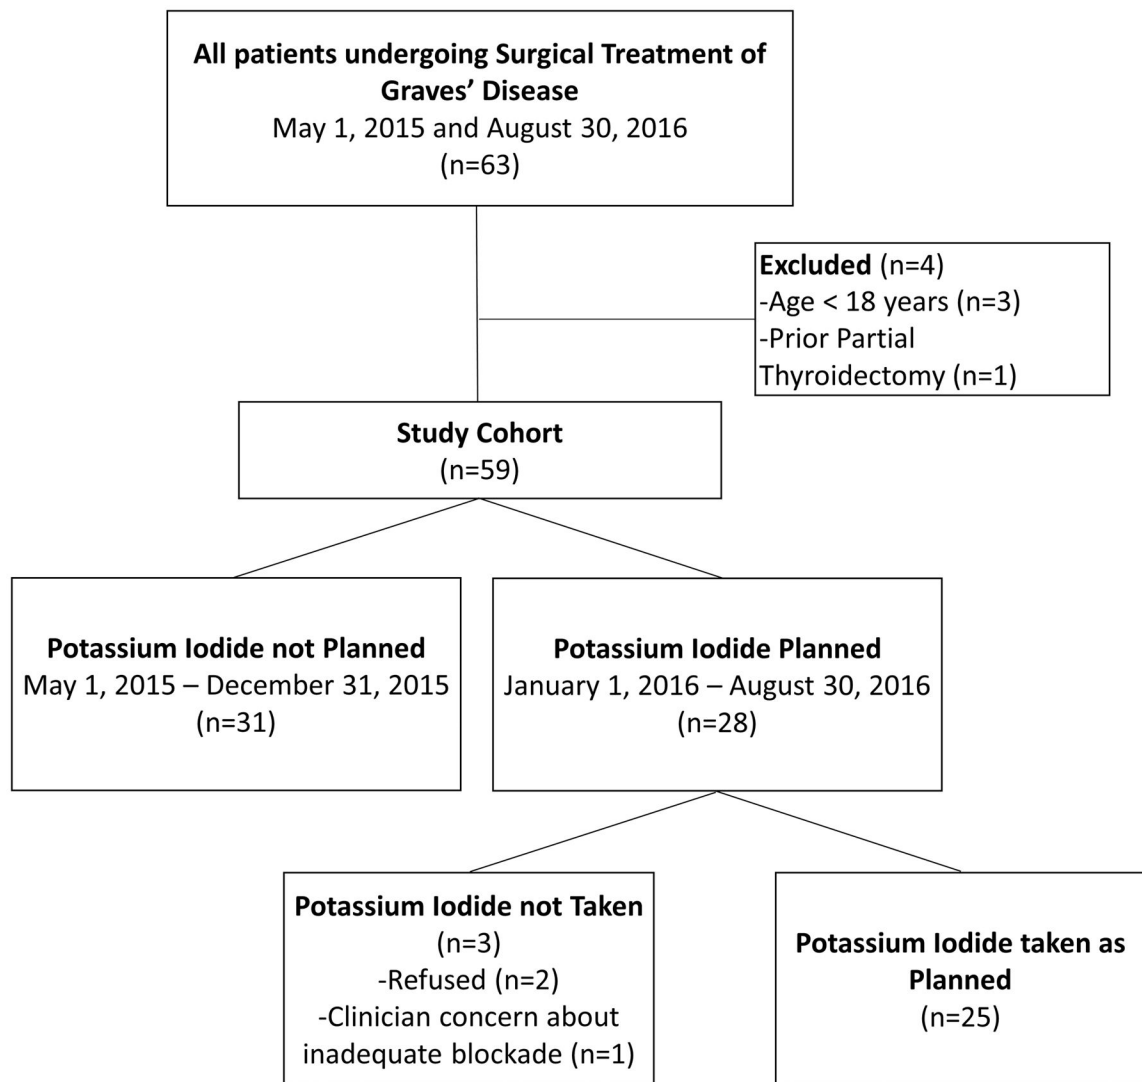 All patients undergoing Surgical Treatment of
Graves’ Disease
May 1, 2015 and August 30, 2016
(n=63)
Excluded (n=4)
-Age < 18 years (n=3)
-Prior Partial
Thyroidectomy (n=1)
Study Cohort
(n=59)
Potassium Iodide not Planned
May 1, 2015 – December 31, 2015
(n=31)
Potassium Iodide Planned
January 1, 2016 – August 30, 2016
(n=28)
Potassium Iodide not Taken
(n=3)
-Refused (n=2)
-Clinician concern about
inadequate blockade (n=1)
Potassium Iodide taken as
Planned
(n=25)